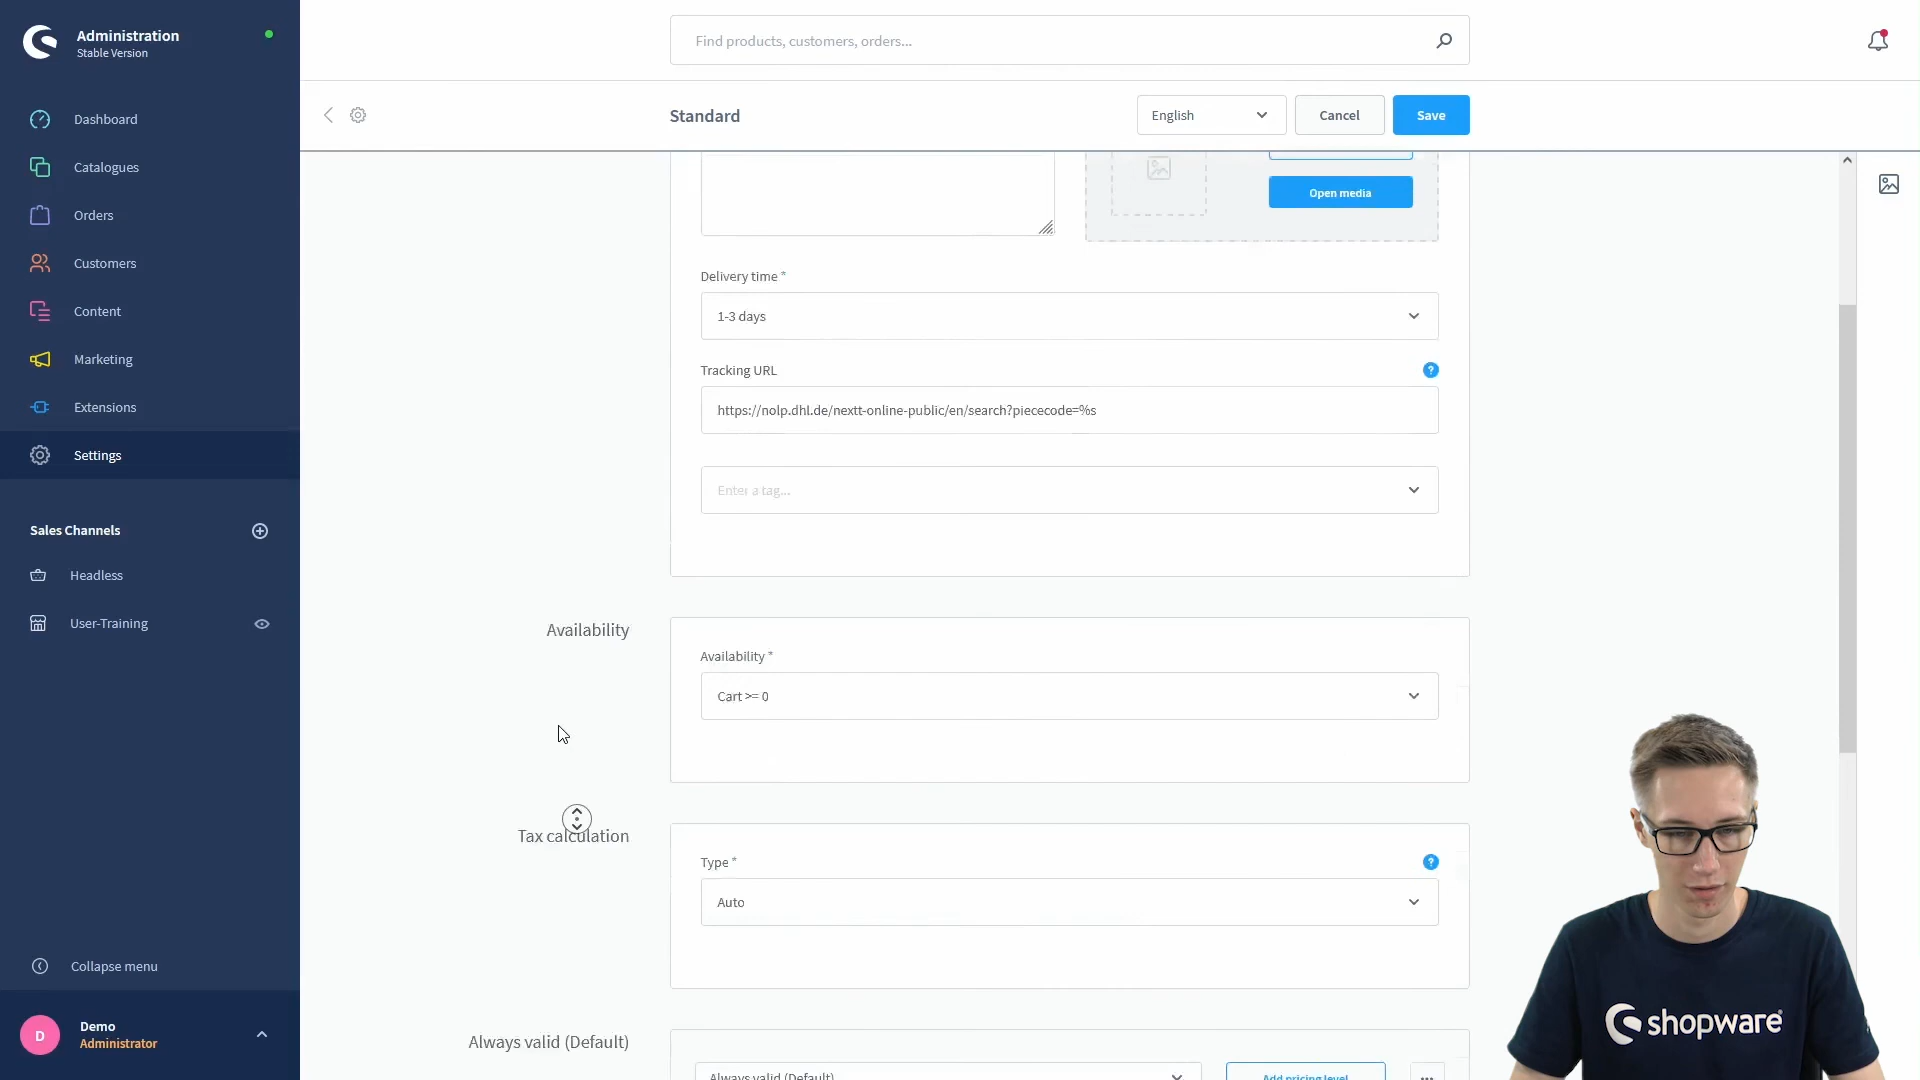 Administration
Stable Version
Find products, customers, orders...
Standard
English
Cancel
Save
Dashboard
Catalogues
Orders
Customers
Content
Marketing
Extensions
Settings
Sales Channels
Headless
User-Training
Collapse menu
D
Demo
Administrator
Open media
Delivery time *
1-3 days
Tracking URL
?
https://nolp.dhl.de/nextt-online-public/en/search?piececode=%s
Enter a tag...
Availability
Availability *
Cart >= 0
Tax calculation
Type *
?
Auto
Always valid (Default)
Always valid (Default)
Add pricing level
shopware